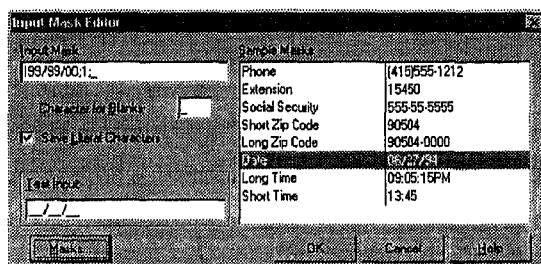 Input Mask Editor
Input Mask:
!99/99/00;1;_
Character for Blanks: _
Save Literal Characters
Test Input:
__/__/__
Masks...
Sample Masks:
Phone (415)555-1212
Extension 15450
Social Security 555-55-5555
Short Zip Code 90504
Long Zip Code 90504-0000
Date 06/27/94
Long Time 09:05:15PM
Short Time 13:45
OK Cancel Help